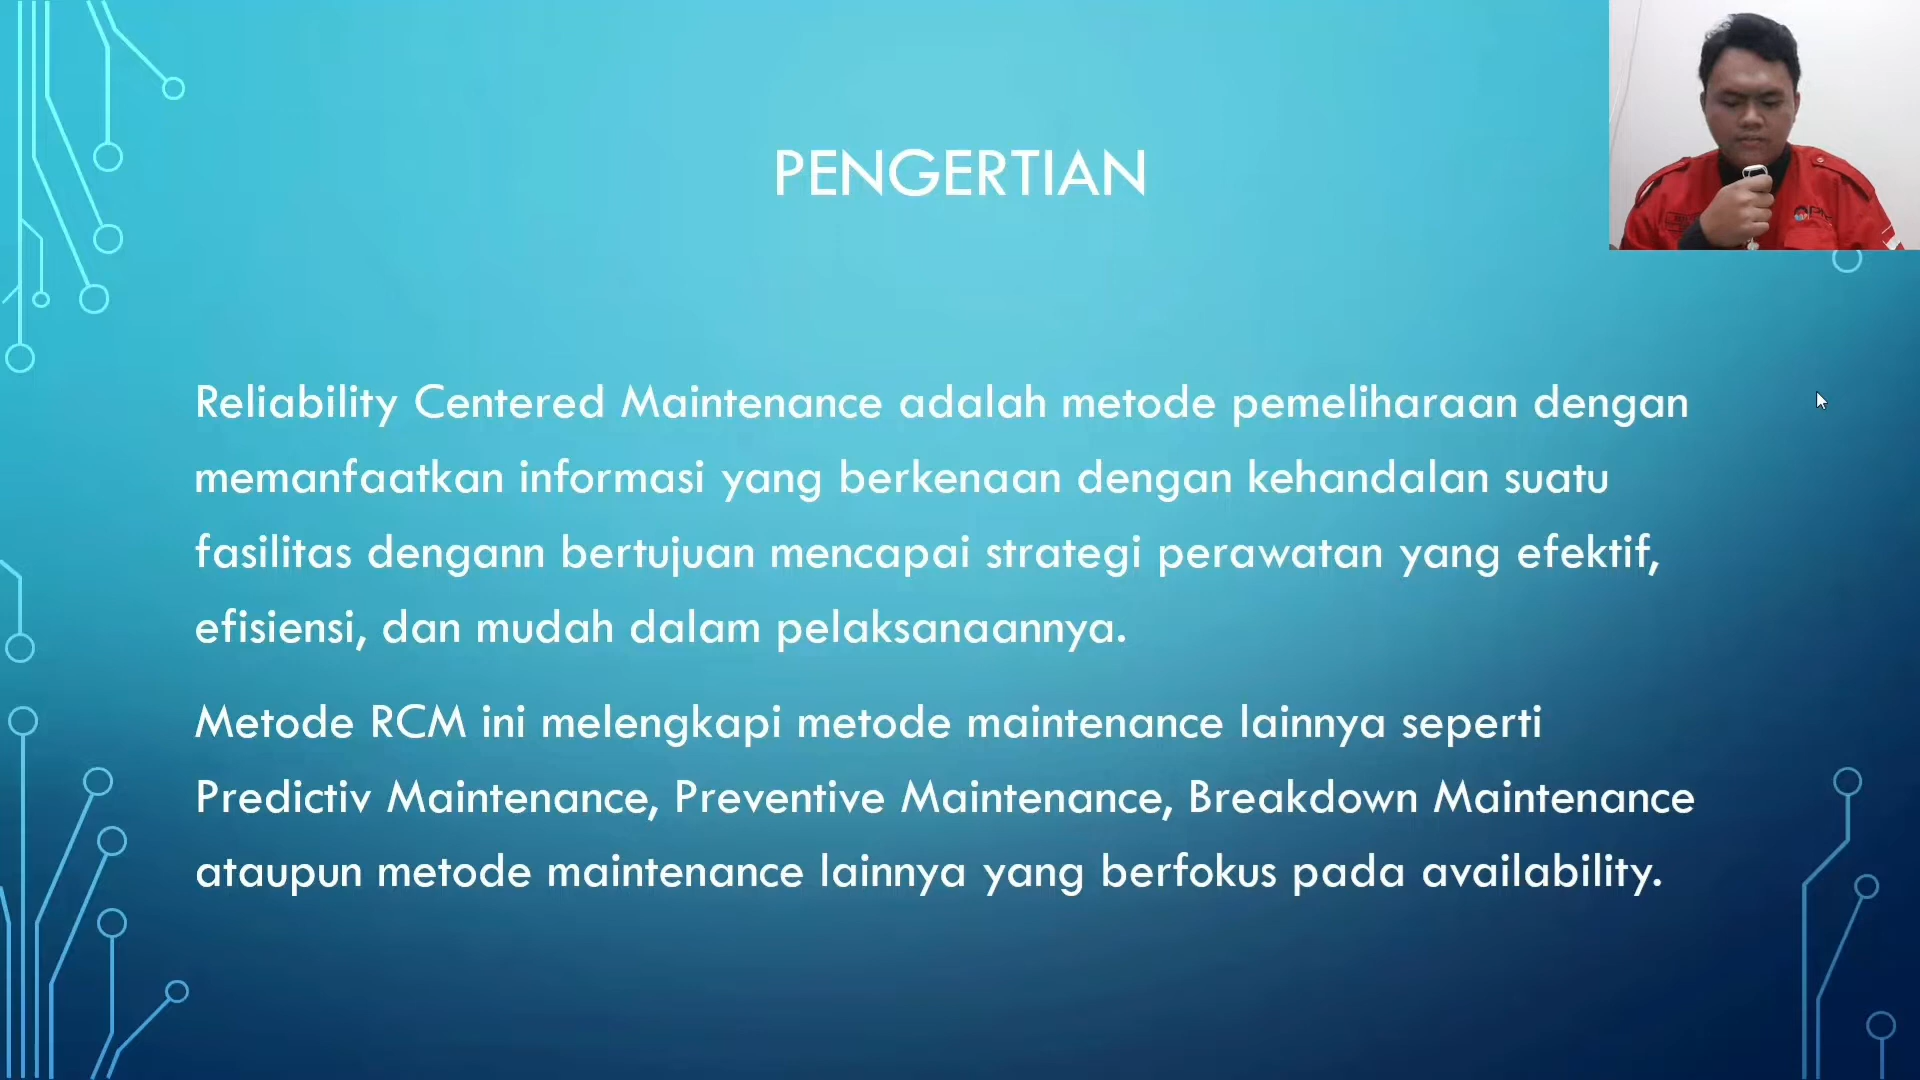 PENGERTIAN
Reliability Centered Maintenance adalah metode pemeliharaan dengan
memanfaatkan informasi yang berkenaan dengan kehandalan suatu
fasilitas dengann bertujuan mencapai strategi perawatan yang efektif,
efisiensi, dan mudah dalam pelaksanaannya.
Metode RCM ini melengkapi metode maintenance lainnya seperti
Predictiv Maintenance, Preventive Maintenance, Breakdown Maintenance
ataupun metode maintenance lainnya yang berfokus pada availability.